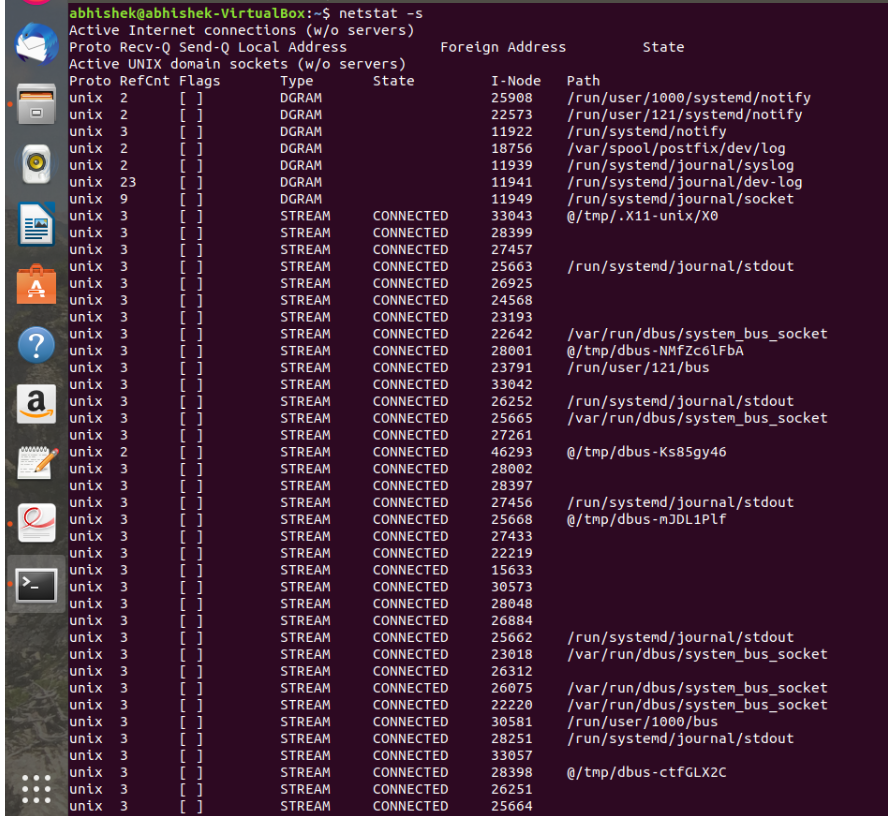 abhishek@abhishek-VirtualBox:~$ netstat –s
Active Internet connections (w/o servers)
Proto Recv-Q Send-Q Local Address Foreign Address State
Active UNIX domain sockets (w/o servers)
Proto RefCnt Flags Type State I-Node Path
unix 2 [ ] DGRAM 25908 /run/user/1000/systemd/notify
unix 2 [ ] DGRAM 22573 /run/user/121/systemd/notify
unix 3 [ ] DGRAM 11922 /run/systemd/notify
unix 2 [ ] DGRAM 18756 /var/spool/postfix/dev/log
unix 2 [ ] DGRAM 11939 /run/systemd/journal/syslog
unix 23 [ ] DGRAM 11941 /run/systemd/journal/dev-log
unix 9 [ ] DGRAM 11949 /run/systemd/journal/socket
unix 3 [ ] STREAM CONNECTED 33043 @/tmp/.X11-unix/X0
unix 3 [ ] STREAM CONNECTED 28399
unix 3 [ ] STREAM CONNECTED 27457
unix 3 [ ] STREAM CONNECTED 25663 /run/systemd/journal/stdout
unix 3 [ ] STREAM CONNECTED 26925
unix 3 [ ] STREAM CONNECTED 24568
unix 3 [ ] STREAM CONNECTED 23193
unix 3 [ ] STREAM CONNECTED 22642 /var/run/dbus/system_bus_socket
unix 3 [ ] STREAM CONNECTED 28001 @/tmp/dbus-NMfZc6lFbA
unix 3 [ ] STREAM CONNECTED 23791 /run/user/121/bus
unix 3 [ ] STREAM CONNECTED 33042
unix 3 [ ] STREAM CONNECTED 26252 /run/systemd/journal/stdout
unix 3 [ ] STREAM CONNECTED 25665 /var/run/dbus/system_bus_socket
unix 3 [ ] STREAM CONNECTED 27261
unix 2 [ ] STREAM CONNECTED 46293 @/tmp/dbus-Ks85gy46
unix 3 [ ] STREAM CONNECTED 28002
unix 3 [ ] STREAM CONNECTED 28397
unix 3 [ ] STREAM CONNECTED 27456 /run/systemd/journal/stdout
unix 3 [ ] STREAM CONNECTED 25668 @/tmp/dbus-mJDL1Plf
unix 3 [ ] STREAM CONNECTED 27433
unix 3 [ ] STREAM CONNECTED 22219
unix 3 [ ] STREAM CONNECTED 15633
unix 3 [ ] STREAM CONNECTED 30573
unix 3 [ ] STREAM CONNECTED 28048
unix 3 [ ] STREAM CONNECTED 26884
unix 3 [ ] STREAM CONNECTED 25662 /run/systemd/journal/stdout
unix 3 [ ] STREAM CONNECTED 23018 /var/run/dbus/system_bus_socket
unix 3 [ ] STREAM CONNECTED 26312
unix 3 [ ] STREAM CONNECTED 26075 /var/run/dbus/system_bus_socket
unix 3 [ ] STREAM CONNECTED 22220 /var/run/dbus/system_bus_socket
unix 3 [ ] STREAM CONNECTED 30581 /run/user/1000/bus
unix 3 [ ] STREAM CONNECTED 28251 /run/systemd/journal/stdout
unix 3 [ ] STREAM CONNECTED 33057
unix 3 [ ] STREAM CONNECTED 28398 @/tmp/dbus-ctfGLX2C
unix 3 [ ] STREAM CONNECTED 26251
unix 3 [ ] STREAM CONNECTED 25664